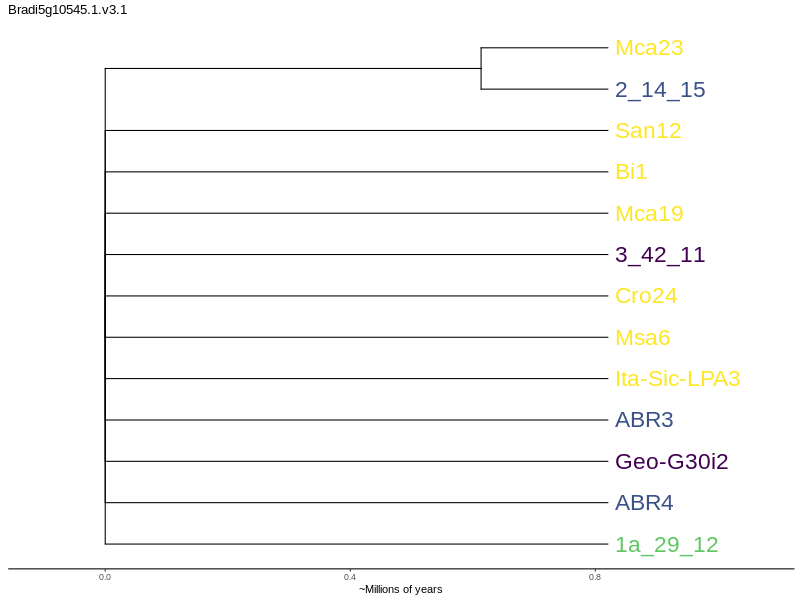 Bradi5g10545.1.v3.1
Mca23
2_14_15
San12
Bi1
Mca19
3_42_11
Cro24
Msa6
Ita-Sic-LPA3
ABR3
Geo-G30i2
ABR4
1a_29_12
0.0 0.4 0.8
~Millions of years